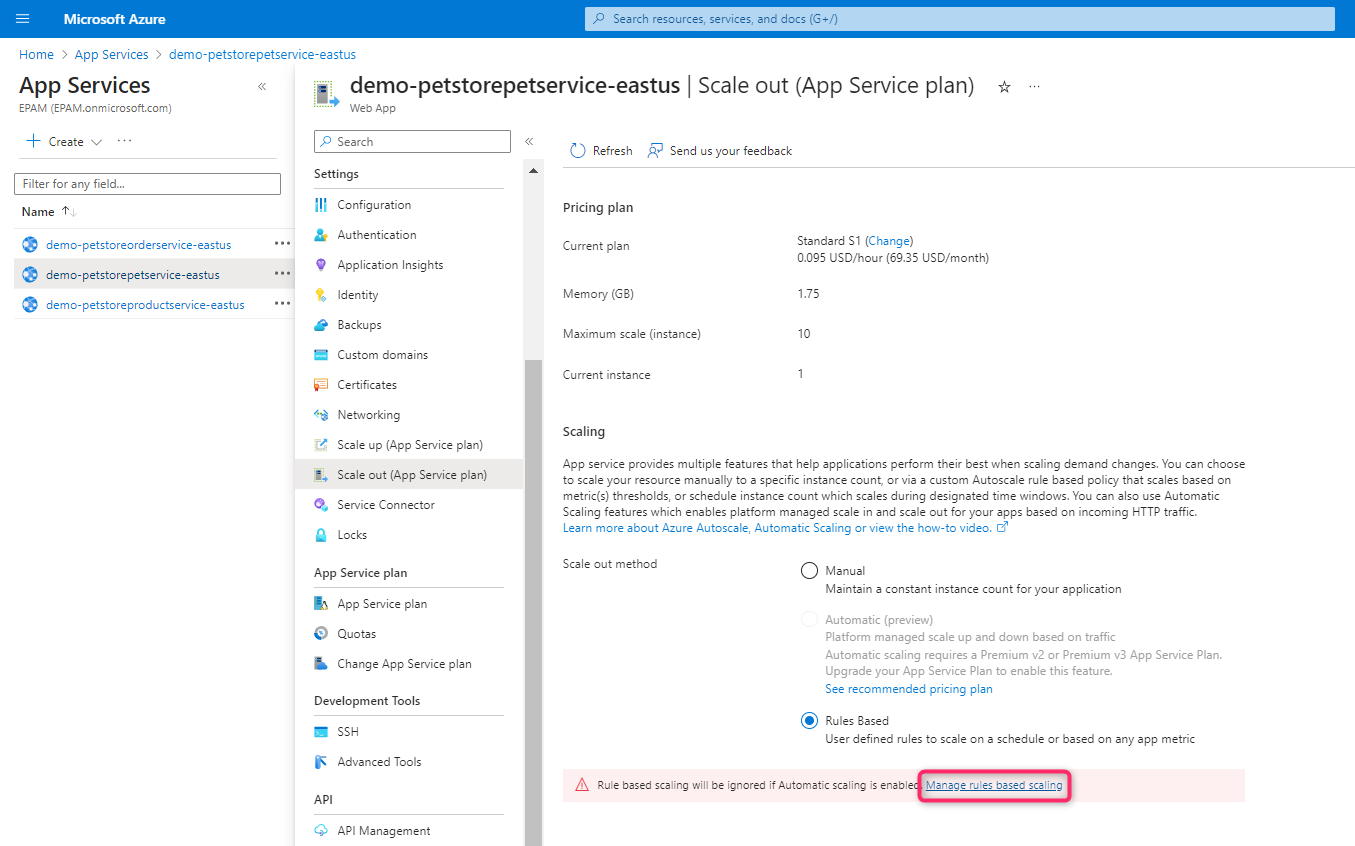 Microsoft Azure
Search resources, services, and docs (G+/)
Home > App Services > demo-petstorepetservice-eastus
App Services
EPAM (EPAM.onmicrosoft.com)
Create
Filter for any field...
Name
demo-petstoreorderservice-eastus
demo-petstorepetservice-eastus
demo-petstoreproductservice-eastus
demo-petstorepetservice-eastus | Scale out (App Service plan)
Web App
Search
Settings
Configuration
Authentication
Application Insights
Identity
Backups
Custom domains
Certificates
Networking
Scale up (App Service plan)
Scale out (App Service plan)
Service Connector
Locks
App Service plan
App Service plan
Quotas
Change App Service plan
Development Tools
SSH
Advanced Tools
API
API Management
Refresh
Send us your feedback
Pricing plan
Current plan
Standard S1 (Change)
0.095 USD/hour (69.35 USD/month)
Memory (GB)
1.75
Maximum scale (instance)
10
Current instance
1
Scaling
App service provides multiple features that help applications perform their best when scaling demand changes. You can choose
to scale your resource manually to a specific instance count, or via a custom Autoscale rule based policy that scales based on
metric(s) thresholds, or schedule instance count which scales during designated time windows. You can also use Automatic
Scaling features which enables platform managed scale in and scale out for your apps based on incoming HTTP traffic.
Learn more about Azure Autoscale, Automatic Scaling or view the how-to video.
Scale out method
Manual
Maintain a constant instance count for your application
Automatic (preview)
Platform managed scale up and down based on traffic
Automatic scaling requires a Premium v2 or Premium v3 App Service Plan.
Upgrade your App Service Plan to enable this feature.
See recommended pricing plan
Rules Based
User defined rules to scale on a schedule or based on any app metric
Rule based scaling will be ignored if Automatic scaling is enabled. Manage rules based scaling